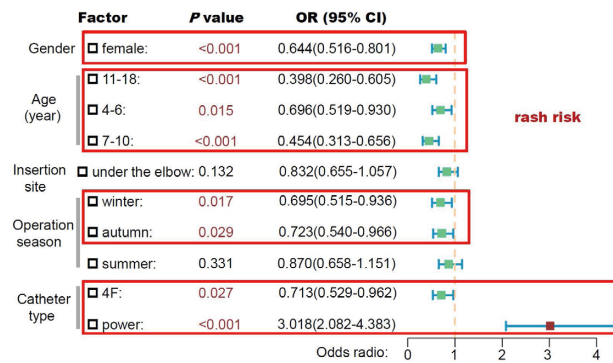 Factor P value OR (95% CI)
Gender female: <0.001 0.644(0.516-0.801)
Age (year) 11-18: <0.001 0.398(0.260-0.605)
4-6: 0.015 0.696(0.519-0.930)
7-10: <0.001 0.454(0.313-0.656)
rash risk
Insertion site under the elbow: 0.132 0.832(0.655-1.057)
Operation season winter: 0.017 0.695(0.515-0.936)
autumn: 0.029 0.723(0.540-0.966)
summer: 0.331 0.870(0.658-1.151)
Catheter type 4F: 0.027 0.713(0.529-0.962)
power: <0.001 3.018(2.082-4.383)
Odds radio: 0 1 2 3 4